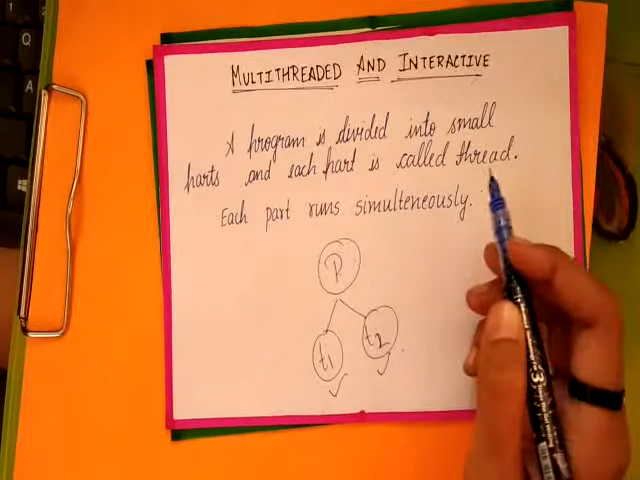 MULTITHREADED AND INTERACTIVE
A program is divided into small
parts and each part is called thread.
Each part runs simulteneously.
P
t1 t2
Q
A
3